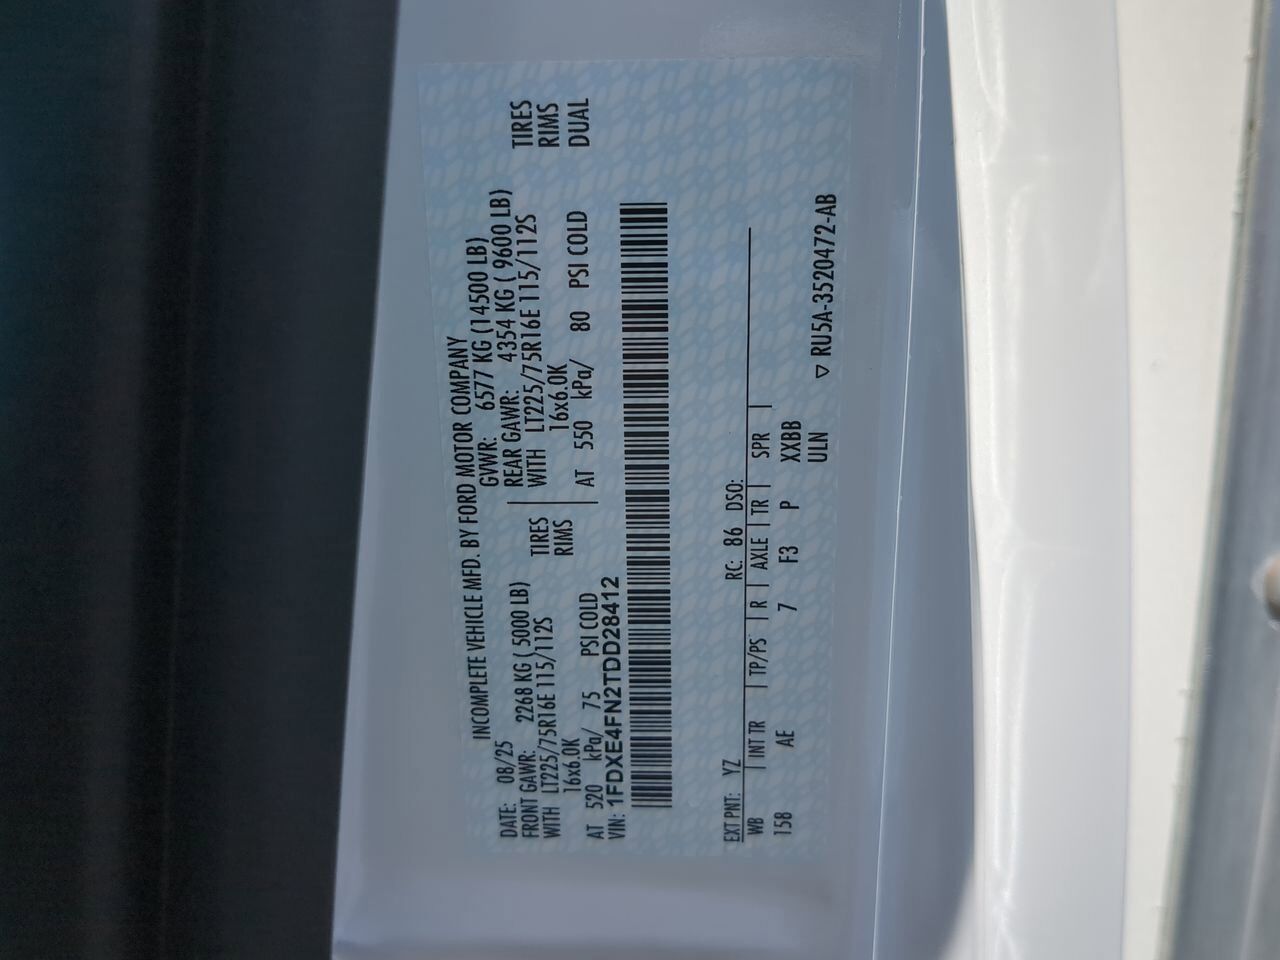 INCOMPLETE VEHICLE MFD. BY FORD MOTOR COMPANY
DATE: 08/25 GVWR: 6577 KG (14500 LB)
FRONT GAWR: 2268 KG ( 5000 LB) REAR GAWR: 4354 KG ( 9600 LB)
WITH LT225/75R16E 115/112S TIRES WITH LT225/75R16E 115/112S TIRES
16x6.0K RIMS 16x6.0K RIMS
AT 520 kPa/ 75 PSI COLD AT 550 kPa/ 80 PSI COLD DUAL
VIN: 1FDXE4FN2TDD28412
EXT PNT: YZ RC: 86 DSO:
WB | INT TR | TP/PS | R | AXLE | TR | SPR |
158 AE 7 F3 P XXBB
ULN ▽ RU5A-3520472-AB